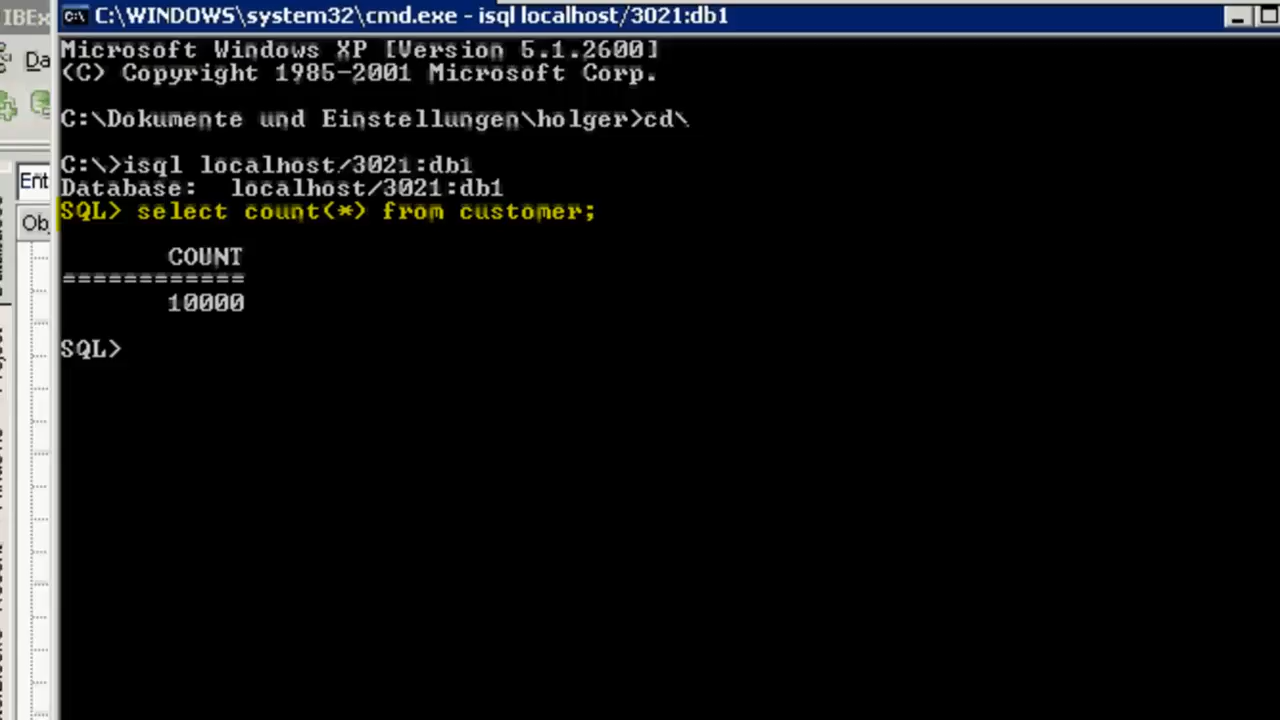 IBEx
C:\WINDOWS\system32\cmd.exe - isql localhost/3021:db1
Da
Microsoft Windows XP [Version 5.1.2600]
(C) Copyright 1985-2001 Microsoft Corp.
C:\Dokumente und Einstellungen\holger>cd\
C:\>isql localhost/3021:db1
Ent
Database:  localhost/3021:db1
SQL> select count(*) from customer;
Obj
COUNT
============
10000
SQL>